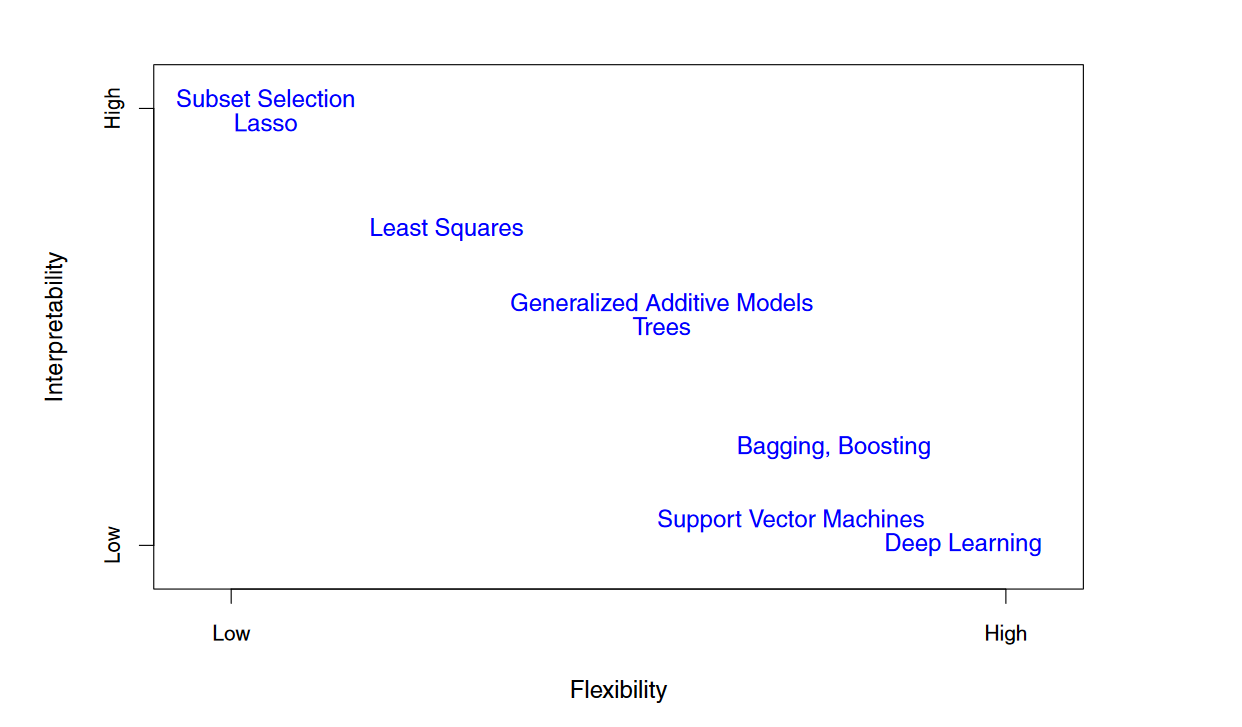 High
Subset Selection
Lasso
Least Squares
Interpretability
Generalized Additive Models
Trees
Bagging, Boosting
Support Vector Machines
Deep Learning
Low
Low
High
Flexibility